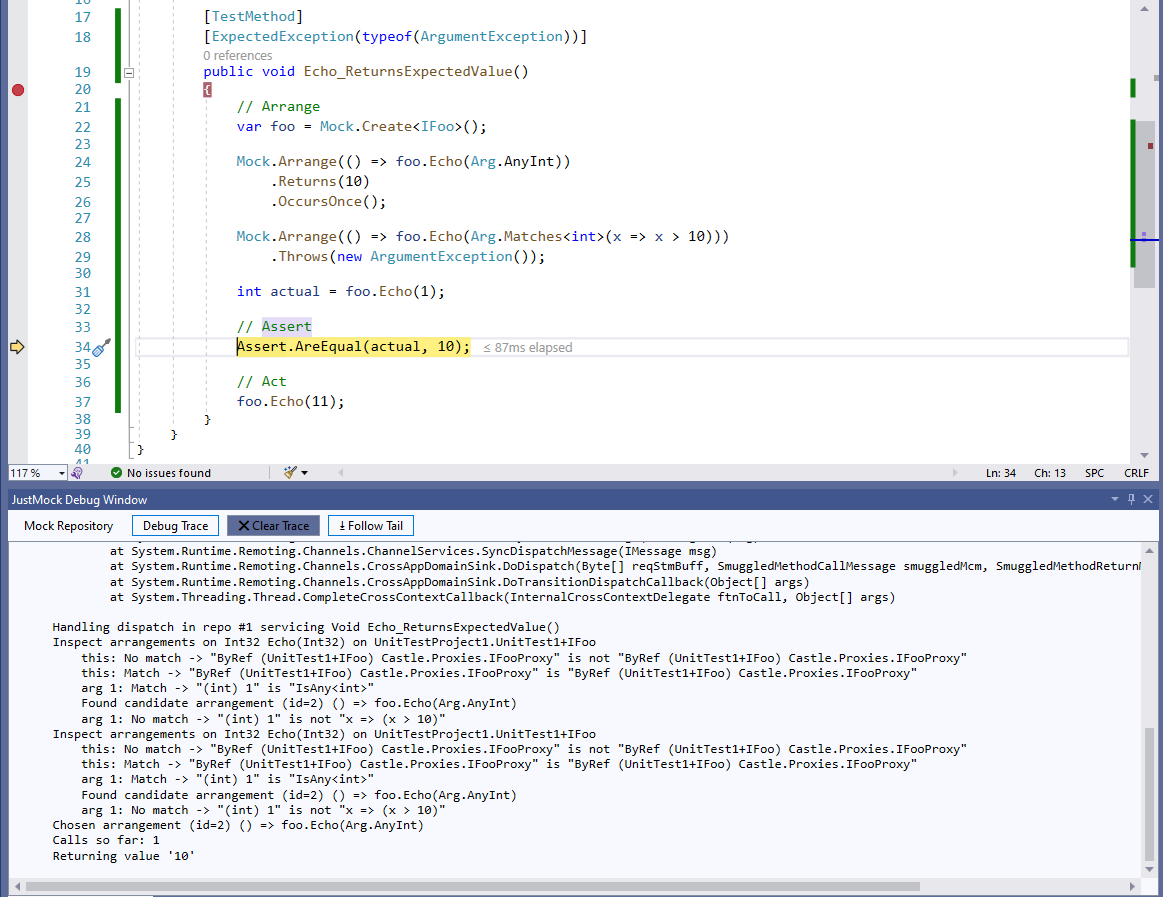 17 [TestMethod]
18 [ExpectedException(typeof(ArgumentException))]
0 references
19 public void Echo_ReturnsExpectedValue()
20 {
21 // Arrange
22 var foo = Mock.Create<IFoo>();
23
24 Mock.Arrange(() => foo.Echo(Arg.AnyInt))
25 .Returns(10)
26 .OccursOnce();
27
28 Mock.Arrange(() => foo.Echo(Arg.Matches<int>(x => x > 10)))
29 .Throws(new ArgumentException());
30
31 int actual = foo.Echo(1);
32
33 // Assert
34 Assert.AreEqual(actual, 10); ≤ 87ms elapsed
35
36 // Act
37 foo.Echo(11);
38 }
39 }
40 }
117 % No issues found Ln: 34 Ch: 13 SPC CRLF
JustMock Debug Window
Mock Repository Debug Trace Clear Trace Follow Tail
at System.Runtime.Remoting.Channels.ChannelServices.SyncDispatchMessage(IMessage msg)
at System.Runtime.Remoting.Channels.CrossAppDomainSink.DoDispatch(Byte[] reqStmBuff, SmuggledMethodCallMessage smuggledMcm, SmuggledMethodReturn
at System.Runtime.Remoting.Channels.CrossAppDomainSink.DoTransitionDispatchCallback(Object[] args)
at System.Threading.Thread.CompleteCrossContextCallback(InternalCrossContextDelegate ftnToCall, Object[] args)
Handling dispatch in repo #1 servicing Void Echo_ReturnsExpectedValue()
Inspect arrangements on Int32 Echo(Int32) on UnitTestProject1.UnitTest1+IFoo
this: No match -> "ByRef (UnitTest1+IFoo) Castle.Proxies.IFooProxy" is not "ByRef (UnitTest1+IFoo) Castle.Proxies.IFooProxy"
this: Match -> "ByRef (UnitTest1+IFoo) Castle.Proxies.IFooProxy" is "ByRef (UnitTest1+IFoo) Castle.Proxies.IFooProxy"
arg 1: Match -> "(int) 1" is "IsAny<int>"
Found candidate arrangement (id=2) () => foo.Echo(Arg.AnyInt)
arg 1: No match -> "(int) 1" is not "x => (x > 10)"
Inspect arrangements on Int32 Echo(Int32) on UnitTestProject1.UnitTest1+IFoo
this: No match -> "ByRef (UnitTest1+IFoo) Castle.Proxies.IFooProxy" is not "ByRef (UnitTest1+IFoo) Castle.Proxies.IFooProxy"
this: Match -> "ByRef (UnitTest1+IFoo) Castle.Proxies.IFooProxy" is "ByRef (UnitTest1+IFoo) Castle.Proxies.IFooProxy"
arg 1: Match -> "(int) 1" is "IsAny<int>"
Found candidate arrangement (id=2) () => foo.Echo(Arg.AnyInt)
arg 1: No match -> "(int) 1" is not "x => (x > 10)"
Chosen arrangement (id=2) () => foo.Echo(Arg.AnyInt)
Calls so far: 1
Returning value '10'